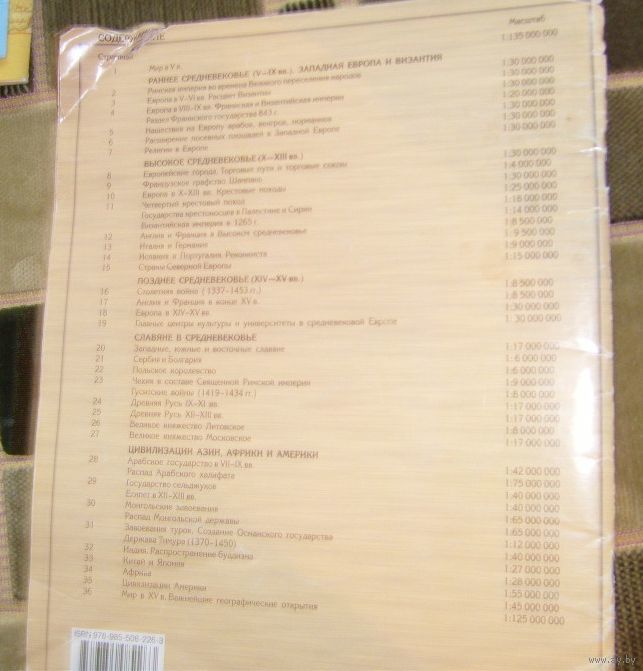 СОДЕРЖАНИЕ
Масштаб
Страницы
1 Мир в V в. 1:135 000 000
РАННЕЕ СРЕДНЕВЕКОВЬЕ (V—IX вв.). ЗАПАДНАЯ ЕВРОПА И ВИЗАНТИЯ
2 Римская империя во времена Великого переселения народов 1:30 000 000
3 Европа в V–VI вв. Расцвет Византии 1:30 000 000
4 Европа в VIII–IX вв. Франкская и Византийская империи 1:20 000 000
Раздел Франкского государства 843 г. 1:30 000 000
5 Нашествия на Европу арабов, венгров, норманнов 1:30 000 000
6 Расширение посевных площадей в Западной Европе 1:30 000 000
7 Религии в Европе
ВЫСОКОЕ СРЕДНЕВЕКОВЬЕ (X—XIII вв.)
8 Европейские города. Торговые пути и торговые союзы 1:30 000 000
9 Французское графство Шампань 1:4 000 000
10 Европа в X–XIII вв. Крестовые походы 1:30 000 000
11 Четвертый крестовый поход 1:25 000 000
Государства крестоносцев в Палестине и Сирии 1:18 000 000
Византийская империя в 1265 г. 1:14 000 000
12 Англия и Франция в Высоком средневековье 1:8 500 000
13 Италия и Германия 1:9 500 000
14 Испания и Португалия. Реконкиста 1:9 000 000
15 Страны Северной Европы 1:15 000 000
ПОЗДНЕЕ СРЕДНЕВЕКОВЬЕ (XIV—XV вв.)
16 Столетняя война (1337–1453 гг.) 1:8 500 000
17 Англия и Франция в конце XV в. 1:8 500 000
18 Европа в XIV–XV вв. 1:30 000 000
19 Главные центры культуры и университеты в средневековой Европе 1:30 000 000
СЛАВЯНЕ В СРЕДНЕВЕКОВЬЕ
20 Западные, южные и восточные славяне 1:17 000 000
21 Сербия и Болгария 1:6 000 000
22 Польское королевство 1:6 000 000
23 Чехия в составе Священной Римской империи 1:9 000 000
Гуситские войны (1419–1434 гг.) 1:8 000 000
24 Древняя Русь IX–XI вв. 1:17 000 000
25 Древняя Русь XII–XIII вв. 1:17 000 000
26 Великое княжество Литовское 1:8 000 000
27 Великое княжество Московское 1:17 000 000
ЦИВИЛИЗАЦИИ АЗИИ, АФРИКИ И АМЕРИКИ
28 Арабское государство в VII–IX вв. 1:42 000 000
Распад Арабского халифата 1:75 000 000
29 Государство сельджуков 1:40 000 000
Египет в XII–XIII вв. 1:40 000 000
30 Монгольские завоевания 1:65 000 000
Распад Монгольской державы 1:65 000 000
31 Завоевания турок. Создание Османского государства 1:12 000 000
Держава Тимура (1370–1450) 1:40 000 000
32 Индия. Распространение буддизма 1:27 000 000
33 Китай и Япония 1:28 000 000
34 Африка 1:55 000 000
35 Цивилизации Америки 1:45 000 000
36 Мир в XV в. Важнейшие географические открытия 1:125 000 000
ISBN 978-985-508-226-3
www.ay.by